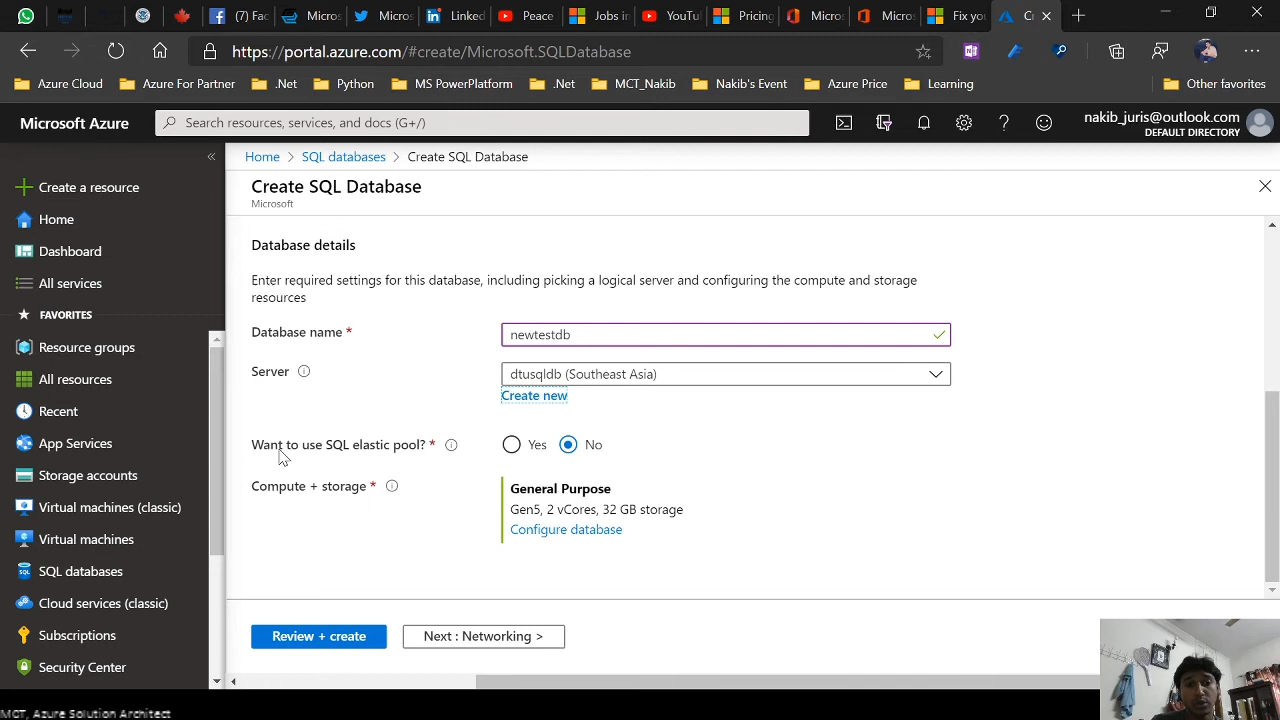 (7)
Micros
Micros
Linked
Peace
Jobs in
YouTu
Pricing
Micros
Micros
Fix you
Cr
https://portal.azure.com/#create/Microsoft.SQLDatabase
Azure Cloud
Azure For Partner
.Net
Python
MS PowerPlatform
.Net
MCT_Nakib
Nakib's Event
Azure Price
Learning
Other favorites
Microsoft Azure
Search resources, services, and docs (G+/)
nakib_juris@outlook.com
DEFAULT DIRECTORY
Home > SQL databases > Create SQL Database
Create SQL Database
Microsoft
Create a resource
Home
Dashboard
All services
FAVORITES
Resource groups
All resources
Recent
App Services
Storage accounts
Virtual machines (classic)
Virtual machines
SQL databases
Cloud services (classic)
Subscriptions
Security Center
Database details
Enter required settings for this database, including picking a logical server and configuring the compute and storage
resources
Database name *
newtestdb
Server
dtusqldb (Southeast Asia)
Create new
Want to use SQL elastic pool? *
Yes
No
Compute + storage *
General Purpose
Gen5, 2 vCores, 32 GB storage
Configure database
Review + create
Next : Networking >
MCT, Azure Solution Architect